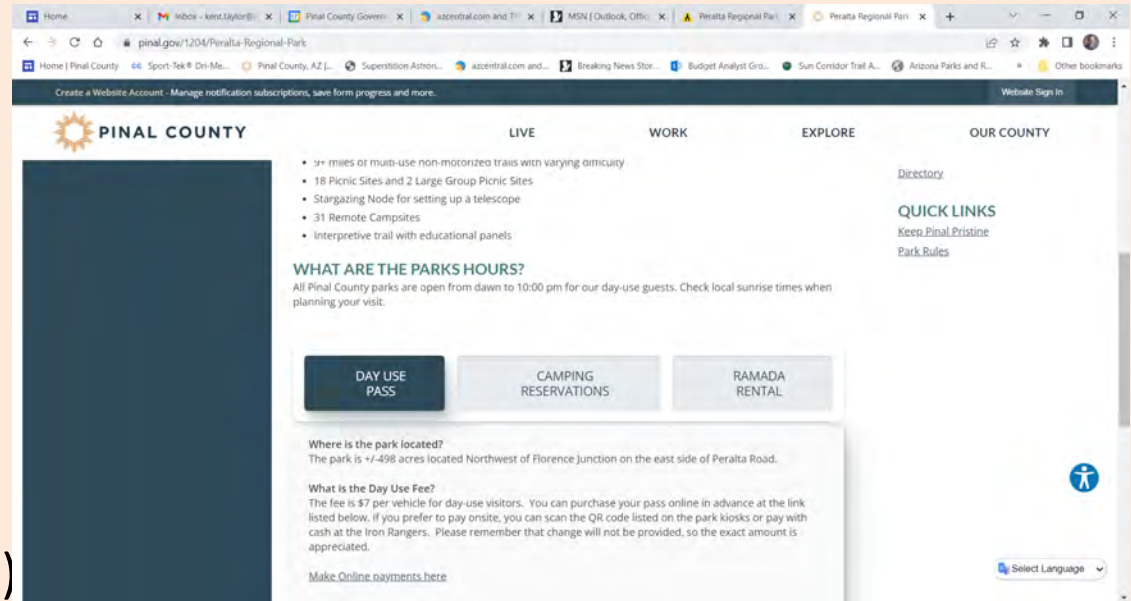 Home
Inbox - kent.taylor@
Pinal County Govern
azcentral.com and Th
MSN | Outlook, Offic
Peralta Regional Park
Peralta Regional Park
pinal.gov/1204/Peralta-Regional-Park
Home | Pinal County
Sport-Tek® Dri-Me...
Pinal County, AZ |...
Superstition Astron...
azcentral.com and...
Breaking News Stor...
Budget Analyst Gro...
Sun Corridor Trail A...
Arizona Parks and R...
»
Other bookmarks
Create a Website Account - Manage notification subscriptions, save form progress and more.
Website Sign In
PINAL COUNTY
LIVE
WORK
EXPLORE
OUR COUNTY
• 9+ miles of multi-use non-motorized trails with varying difficulty
• 18 Picnic Sites and 2 Large Group Picnic Sites
• Stargazing Node for setting up a telescope
• 31 Remote Campsites
• Interpretive trail with educational panels
Directory
QUICK LINKS
Keep Pinal Pristine
Park Rules
WHAT ARE THE PARKS HOURS?
All Pinal County parks are open from dawn to 10:00 pm for our day-use guests. Check local sunrise times when
planning your visit.
DAY USE
PASS
CAMPING
RESERVATIONS
RAMADA
RENTAL
Where is the park located?
The park is +/-498 acres located Northwest of Florence Junction on the east side of Peralta Road.
What is the Day Use Fee?
The fee is $7 per vehicle for day-use visitors. You can purchase your pass online in advance at the link
listed below. If you prefer to pay onsite, you can scan the QR code listed on the park kiosks or pay with
cash at the Iron Rangers. Please remember that change will not be provided, so the exact amount is
appreciated.
Make Online payments here
Select Language
)